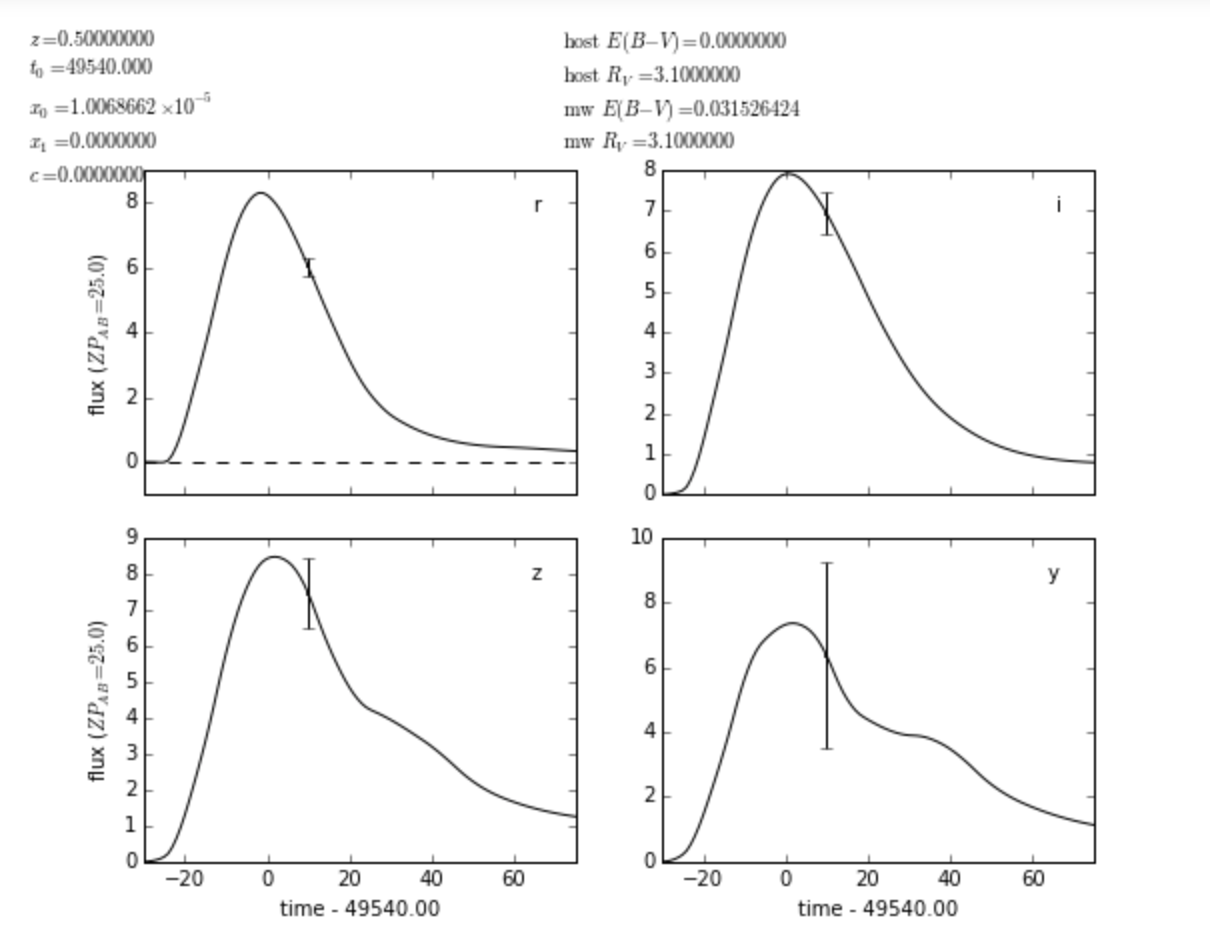 z=0.50000000
t₀ =49540.000
x₀ =1.0068662 ×10⁻⁵
x₁ =0.0000000
c=0.0000000
host E(B−V)=0.0000000
host R_V =3.1000000
mw E(B−V)=0.031526424
mw R_V =3.1000000
r
8
6
4
2
0
flux (ZP_AB=25.0)
i
8
7
6
5
4
3
2
1
0
z
9
8
7
6
5
4
3
2
1
0
flux (ZP_AB=25.0)
−20 0 20 40 60
time - 49540.00
y
10
8
6
4
2
0
−20 0 20 40 60
time - 49540.00